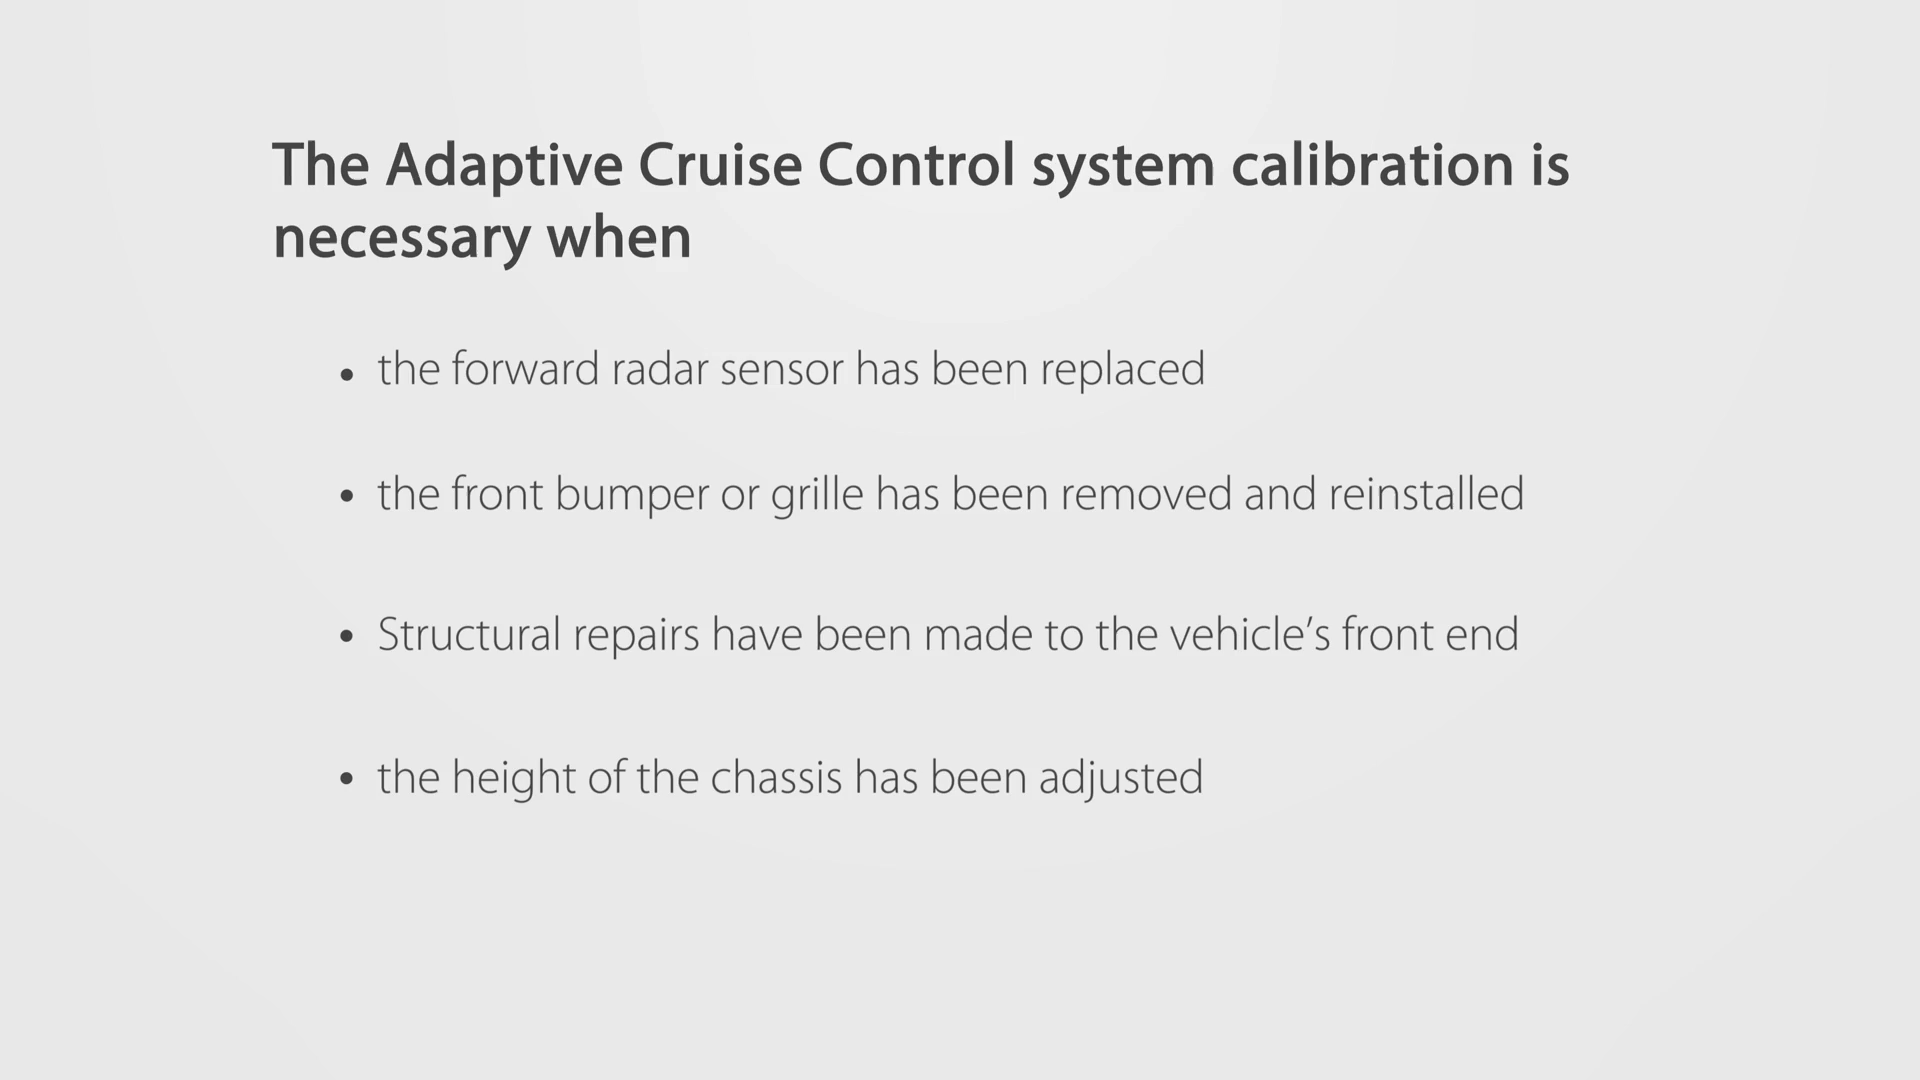 The Adaptive Cruise Control system calibration is
necessary when
• the forward radar sensor has been replaced
• the front bumper or grille has been removed and reinstalled
• Structural repairs have been made to the vehicle’s front end
• the height of the chassis has been adjusted